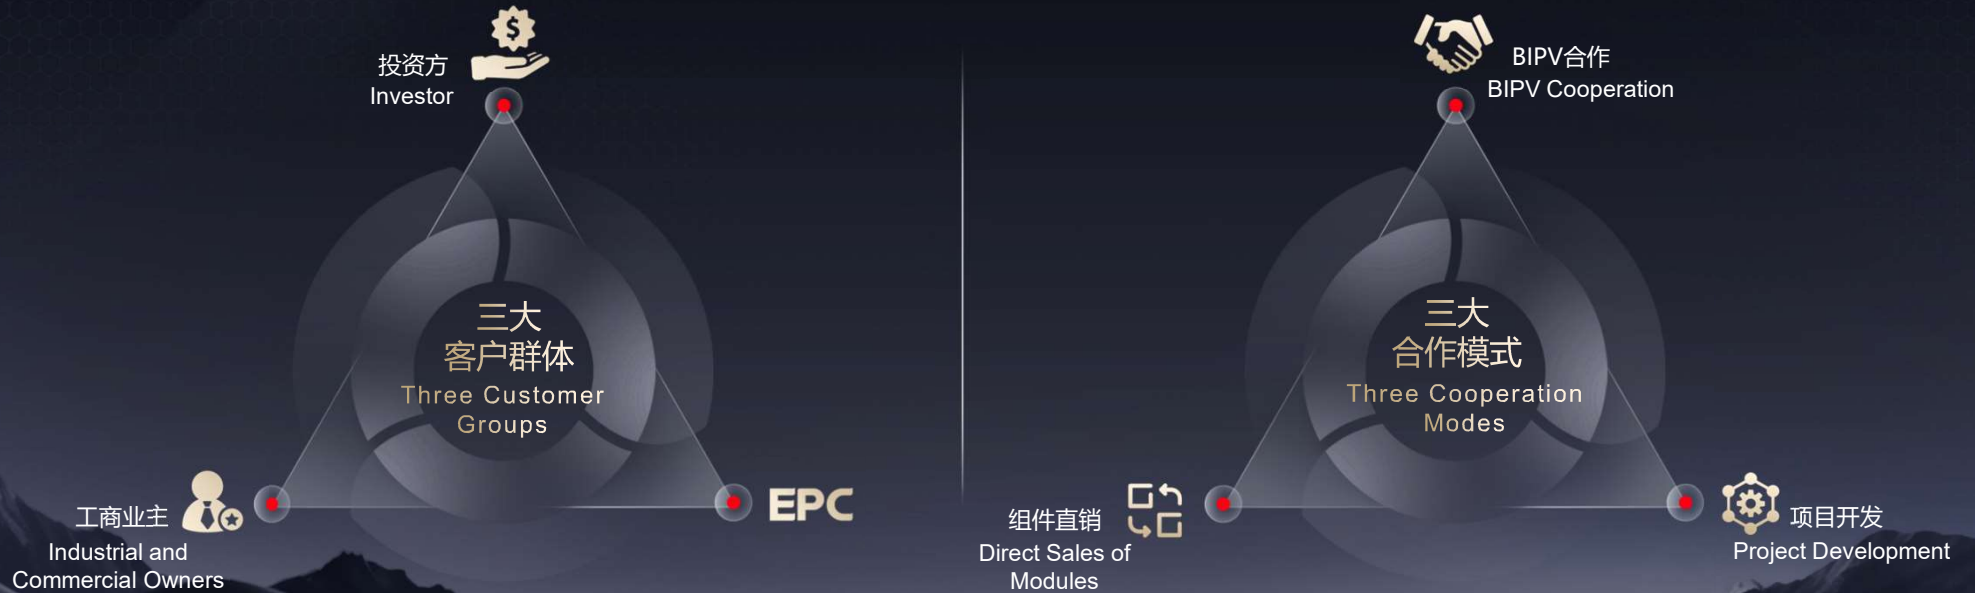 投资方
Investor
三大
客户群体
Three Customer
Groups
工商业主
Industrial and
Commercial Owners
EPC
BIPV合作
BIPV Cooperation
三大
合作模式
Three Cooperation
Modes
组件直销
Direct Sales of
Modules
项目开发
Project Development